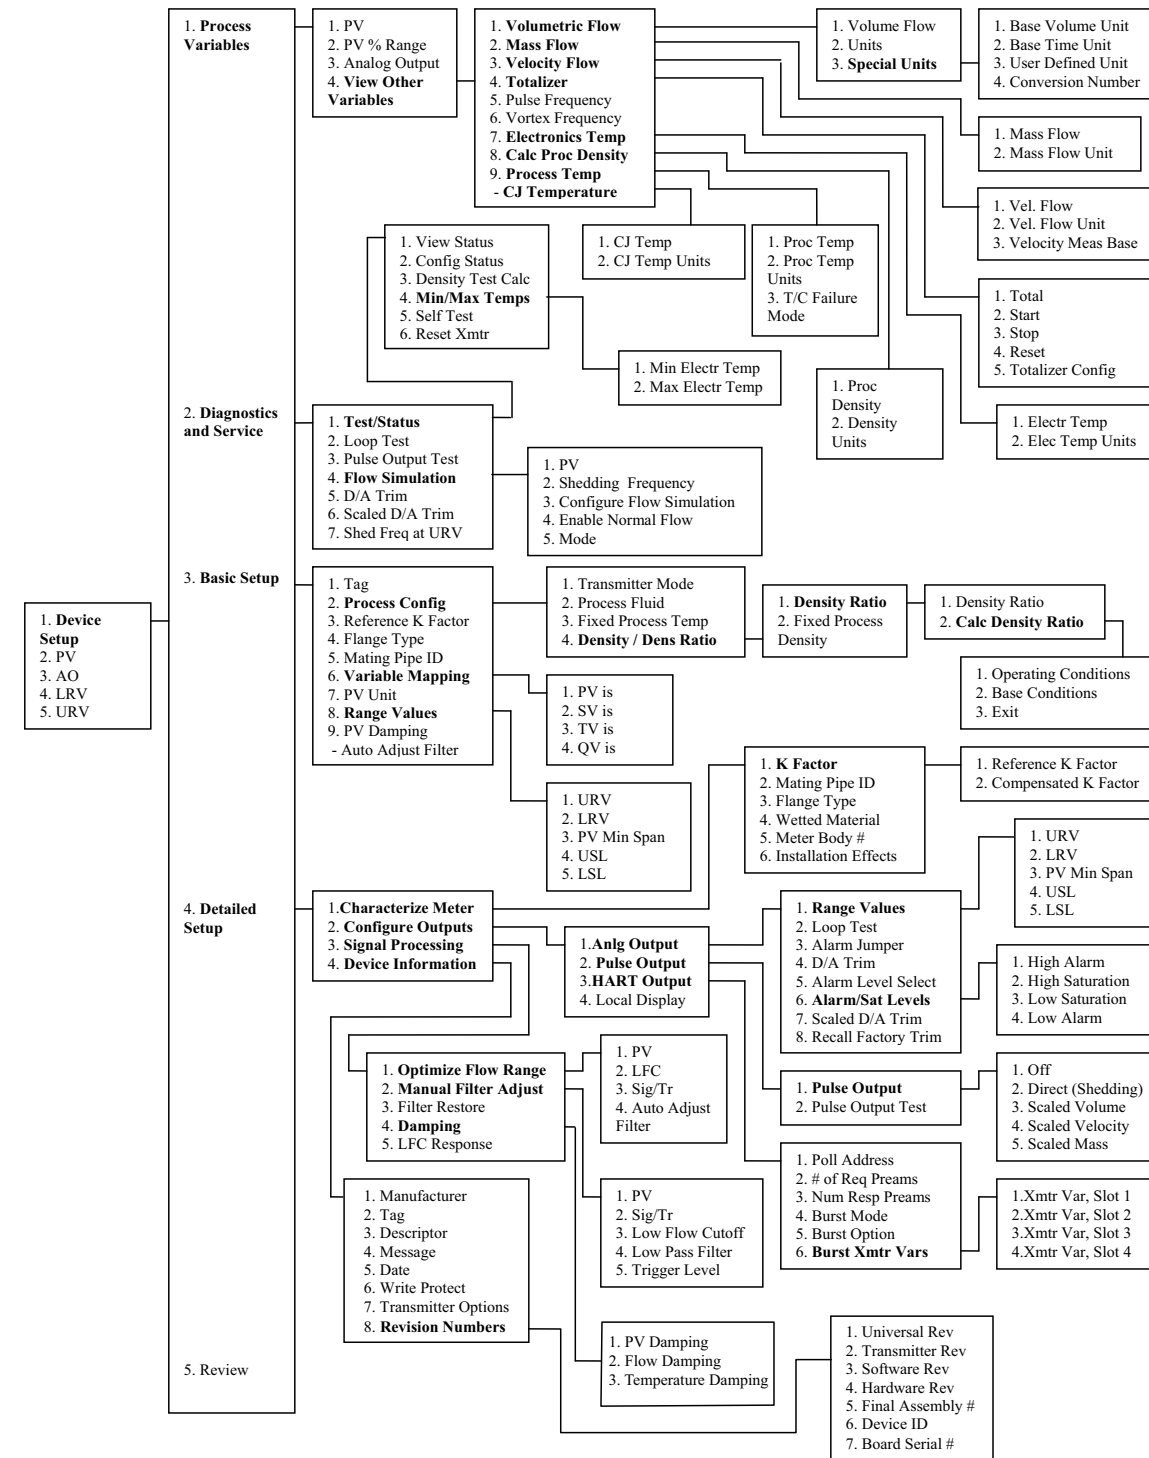 1. Device
Setup
2. PV
3. AO
4. LRV
5. URV
1. Process
Variables
2. Diagnostics
and Service
3. Basic Setup
4. Detailed
Setup
5. Review
1. PV
2. PV % Range
3. Analog Output
4. View Other
Variables
1. Volumetric Flow
2. Mass Flow
3. Velocity Flow
4. Totalizer
5. Pulse Frequency
6. Vortex Frequency
7. Electronics Temp
8. Calc Proc Density
9. Process Temp
- CJ Temperature
1. Volume Flow
2. Units
3. Special Units
1. Base Volume Unit
2. Base Time Unit
3. User Defined Unit
4. Conversion Number
1. Mass Flow
2. Mass Flow Unit
1. Vel. Flow
2. Vel. Flow Unit
3. Velocity Meas Base
1. Total
2. Start
3. Stop
4. Reset
5. Totalizer Config
1. Electr Temp
2. Elec Temp Units
1. Proc
Density
2. Density
Units
1. Proc Temp
2. Proc Temp
Units
3. T/C Failure
Mode
1. CJ Temp
2. CJ Temp Units
1. View Status
2. Config Status
3. Density Test Calc
4. Min/Max Temps
5. Self Test
6. Reset Xmtr
1. Min Electr Temp
2. Max Electr Temp
1. Test/Status
2. Loop Test
3. Pulse Output Test
4. Flow Simulation
5. D/A Trim
6. Scaled D/A Trim
7. Shed Freq at URV
1. PV
2. Shedding Frequency
3. Configure Flow Simulation
4. Enable Normal Flow
5. Mode
1. Tag
2. Process Config
3. Reference K Factor
4. Flange Type
5. Mating Pipe ID
6. Variable Mapping
7. PV Unit
8. Range Values
9. PV Damping
- Auto Adjust Filter
1. Transmitter Mode
2. Process Fluid
3. Fixed Process Temp
4. Density / Dens Ratio
1. Density Ratio
2. Fixed Process
Density
1. Density Ratio
2. Calc Density Ratio
1. Operating Conditions
2. Base Conditions
3. Exit
1. PV is
2. SV is
3. TV is
4. QV is
1. URV
2. LRV
3. PV Min Span
4. USL
5. LSL
1.Characterize Meter
2. Configure Outputs
3. Signal Processing
4. Device Information
1. K Factor
2. Mating Pipe ID
3. Flange Type
4. Wetted Material
5. Meter Body #
6. Installation Effects
1. Reference K Factor
2. Compensated K Factor
1.Anlg Output
2. Pulse Output
3.HART Output
4. Local Display
1. Range Values
2. Loop Test
3. Alarm Jumper
4. D/A Trim
5. Alarm Level Select
6. Alarm/Sat Levels
7. Scaled D/A Trim
8. Recall Factory Trim
1. URV
2. LRV
3. PV Min Span
4. USL
5. LSL
1. High Alarm
2. High Saturation
3. Low Saturation
4. Low Alarm
1. Pulse Output
2. Pulse Output Test
1. Off
2. Direct (Shedding)
3. Scaled Volume
4. Scaled Velocity
5. Scaled Mass
1. Poll Address
2. # of Req Preams
3. Num Resp Preams
4. Burst Mode
5. Burst Option
6. Burst Xmtr Vars
1.Xmtr Var, Slot 1
2.Xmtr Var, Slot 2
3.Xmtr Var, Slot 3
4.Xmtr Var, Slot 4
1. Optimize Flow Range
2. Manual Filter Adjust
3. Filter Restore
4. Damping
5. LFC Response
1. PV
2. LFC
3. Sig/Tr
4. Auto Adjust
Filter
1. PV
2. Sig/Tr
3. Low Flow Cutoff
4. Low Pass Filter
5. Trigger Level
1. PV Damping
2. Flow Damping
3. Temperature Damping
1. Manufacturer
2. Tag
3. Descriptor
4. Message
5. Date
6. Write Protect
7. Transmitter Options
8. Revision Numbers
1. Universal Rev
2. Transmitter Rev
3. Software Rev
4. Hardware Rev
5. Final Assembly #
6. Device ID
7. Board Serial #